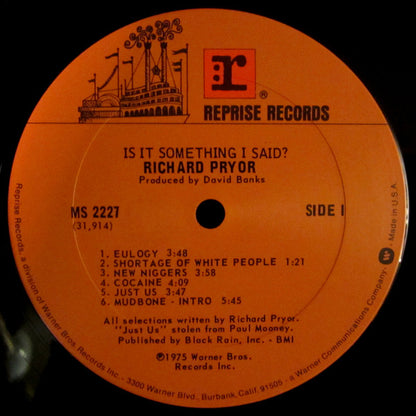 r
®
REPRISE RECORDS
IS IT SOMETHING I SAID?
RICHARD PRYOR
Produced by David Banks
MS 2227
(31,914)
SIDE I
1. EULOGY 3:48
2. SHORTAGE OF WHITE PEOPLE 1:21
3. NEW NIGGERS 3:58
4. COCAINE 4:09
5. JUST US 3:47
6. MUDBONE - INTRO 5:45
All selections written by Richard Pryor.
"Just Us" stolen from Paul Mooney.
Published by Black Rain, Inc. - BMI
℗©1975 Warner Bros.
Records Inc.
Reprise Records, a division of Warner Bros. Records Inc. · 3300 Warner Blvd., Burbank, Calif. 91505 · a Warner Communications Company · W Made in U.S.A.